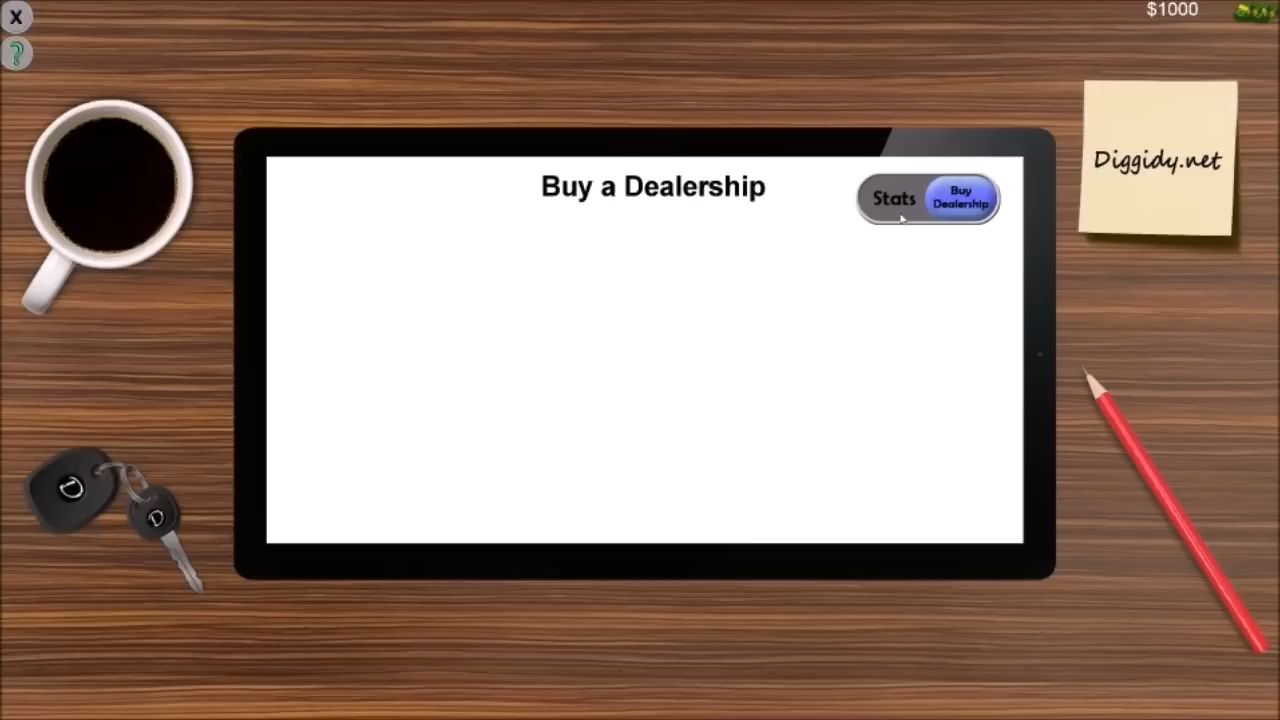 X
$1000
?
Buy a Dealership
Stats
Buy
Dealership
Diggidy.net
D
D